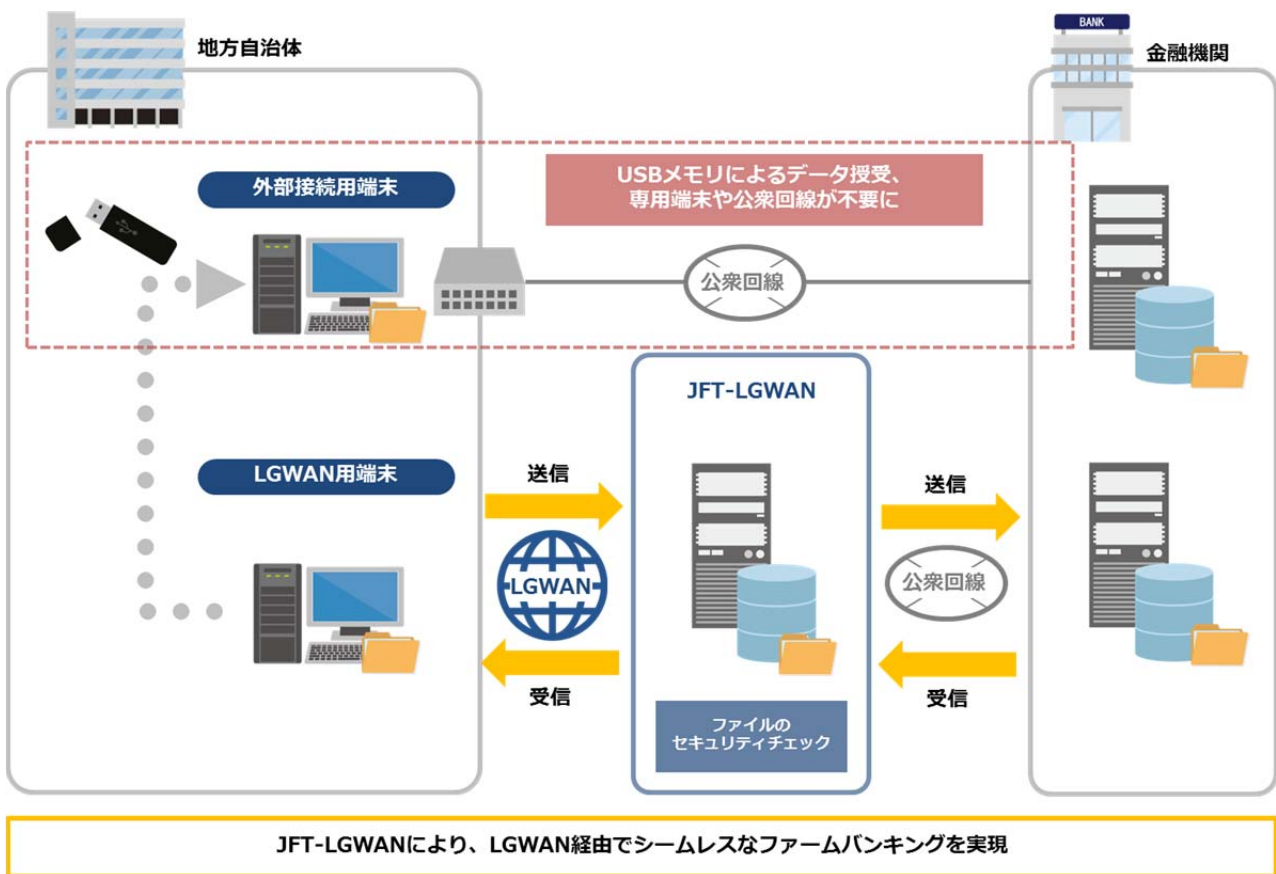 地方自治体
BANK
金融機関
外部接続用端末
USBメモリによるデータ授受、
専用端末や公衆回線が不要に
公衆回線
JFT-LGWAN
LGWAN用端末
送信
送信
LGWAN
公衆回線
受信
受信
ファイルの
セキュリティチェック
JFT-LGWANにより、LGWAN経由でシームレスなファームバンキングを実現